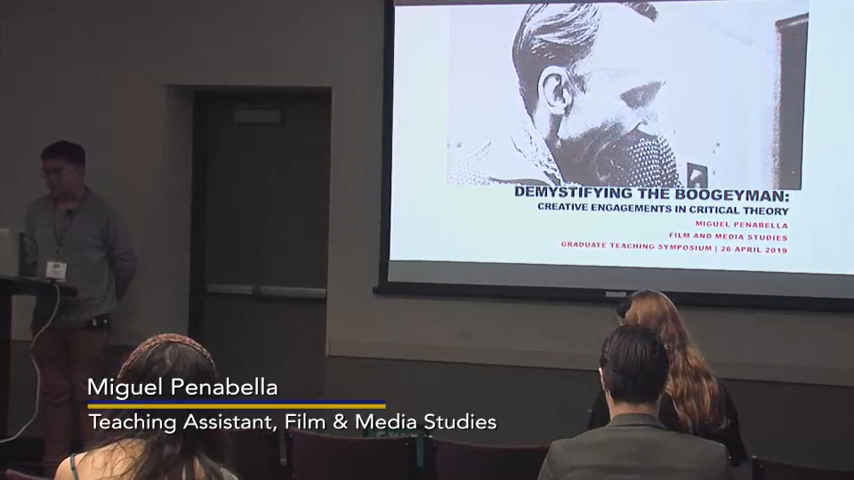 DEMYSTIFYING THE BOOGEYMAN:
CREATIVE ENGAGEMENTS IN CRITICAL THEORY
MIGUEL PENABELLA
FILM AND MEDIA STUDIES
GRADUATE TEACHING SYMPOSIUM | 26 APRIL 2019
Miguel Penabella
Teaching Assistant, Film & Media Studies